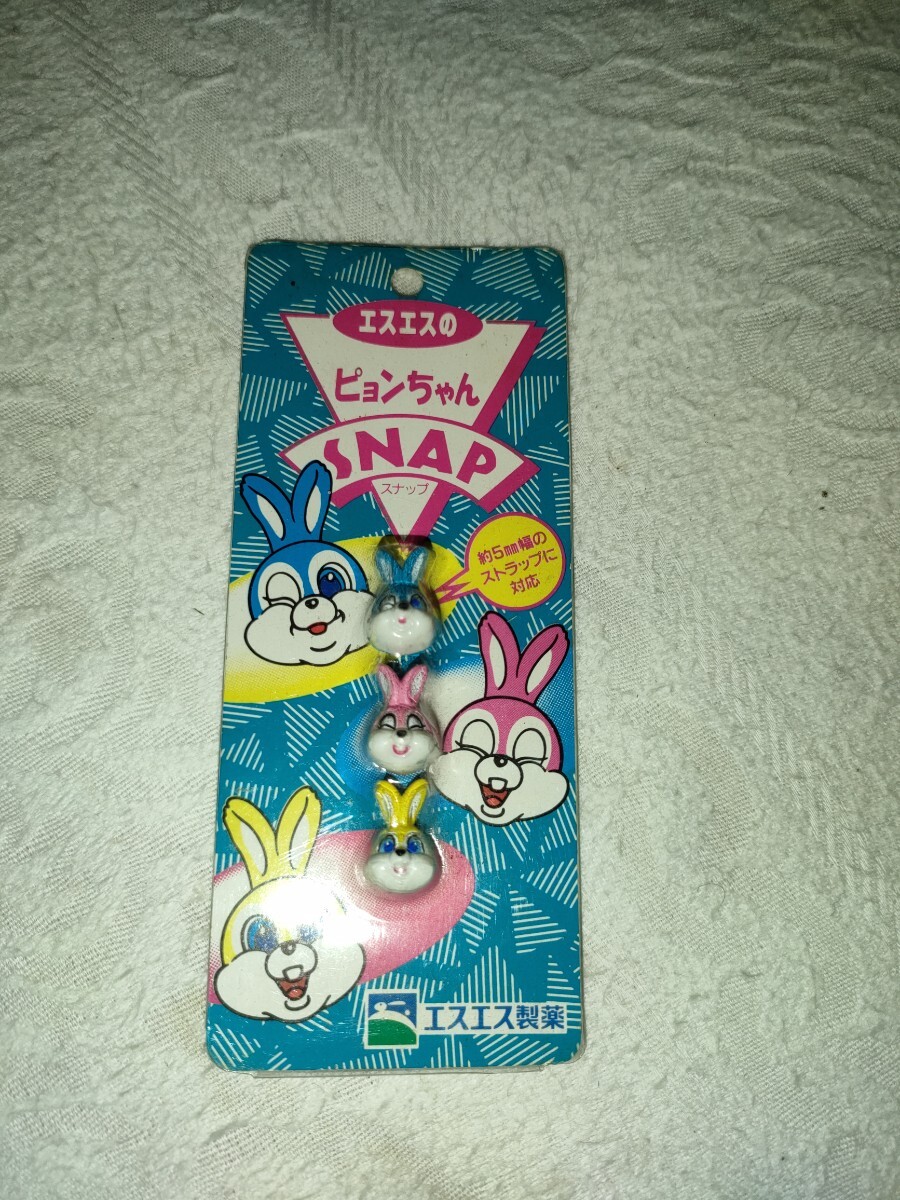 エスエスの
ピョンちゃん
SNAP
スナップ
約5mm幅の
ストラップに
対応
エスエス製薬